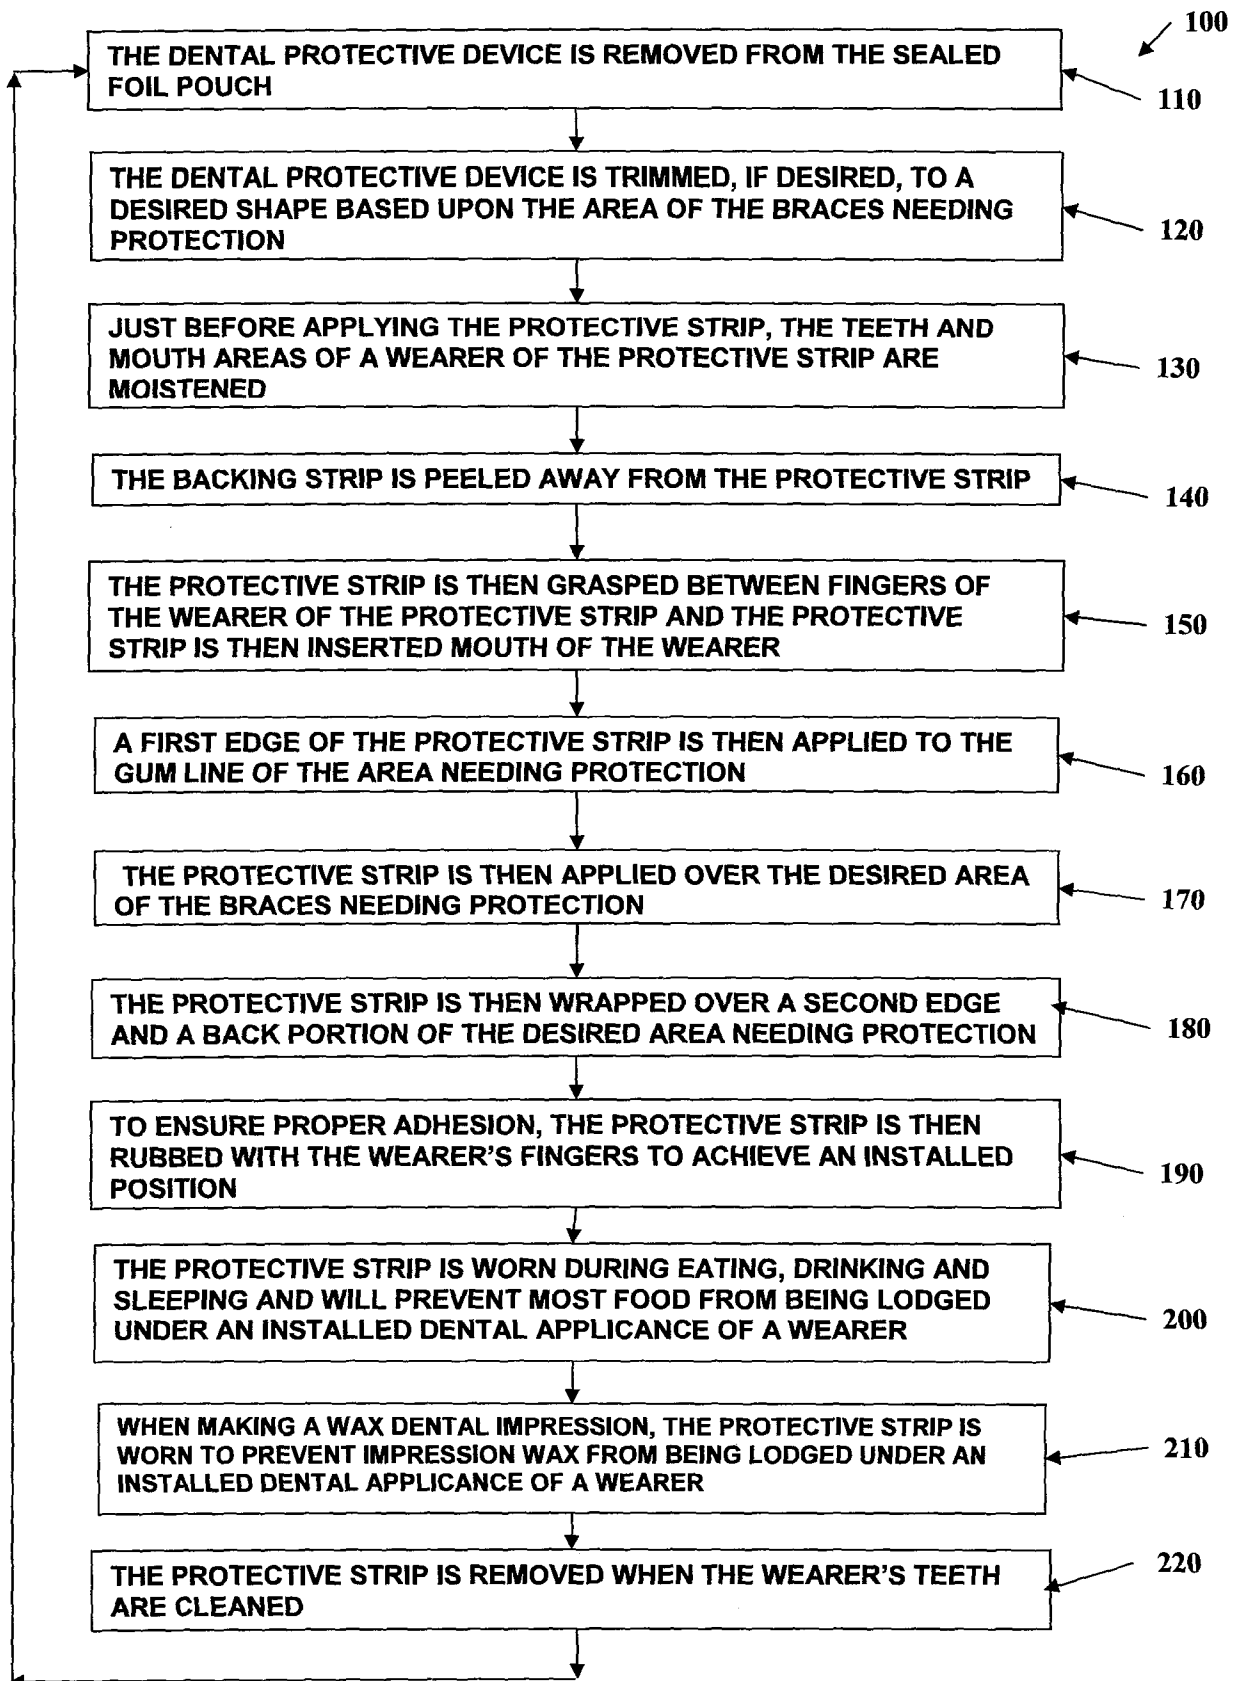 100
THE DENTAL PROTECTIVE DEVICE IS REMOVED FROM THE SEALED
FOIL POUCH
110
THE DENTAL PROTECTIVE DEVICE IS TRIMMED, IF DESIRED, TO A
DESIRED SHAPE BASED UPON THE AREA OF THE BRACES NEEDING
PROTECTION
120
JUST BEFORE APPLYING THE PROTECTIVE STRIP, THE TEETH AND
MOUTH AREAS OF A WEARER OF THE PROTECTIVE STRIP ARE
MOISTENED
130
THE BACKING STRIP IS PEELED AWAY FROM THE PROTECTIVE STRIP
140
THE PROTECTIVE STRIP IS THEN GRASPED BETWEEN FINGERS OF
THE WEARER OF THE PROTECTIVE STRIP AND THE PROTECTIVE
STRIP IS THEN INSERTED MOUTH OF THE WEARER
150
A FIRST EDGE OF THE PROTECTIVE STRIP IS THEN APPLIED TO THE
GUM LINE OF THE AREA NEEDING PROTECTION
160
THE PROTECTIVE STRIP IS THEN APPLIED OVER THE DESIRED AREA
OF THE BRACES NEEDING PROTECTION
170
THE PROTECTIVE STRIP IS THEN WRAPPED OVER A SECOND EDGE
AND A BACK PORTION OF THE DESIRED AREA NEEDING PROTECTION
180
TO ENSURE PROPER ADHESION, THE PROTECTIVE STRIP IS THEN
RUBBED WITH THE WEARER'S FINGERS TO ACHIEVE AN INSTALLED
POSITION
190
THE PROTECTIVE STRIP IS WORN DURING EATING, DRINKING AND
SLEEPING AND WILL PREVENT MOST FOOD FROM BEING LODGED
UNDER AN INSTALLED DENTAL APPLICANCE OF A WEARER
200
WHEN MAKING A WAX DENTAL IMPRESSION, THE PROTECTIVE STRIP IS
WORN TO PREVENT IMPRESSION WAX FROM BEING LODGED UNDER AN
INSTALLED DENTAL APPLICANCE OF A WEARER
210
THE PROTECTIVE STRIP IS REMOVED WHEN THE WEARER'S TEETH
ARE CLEANED
220